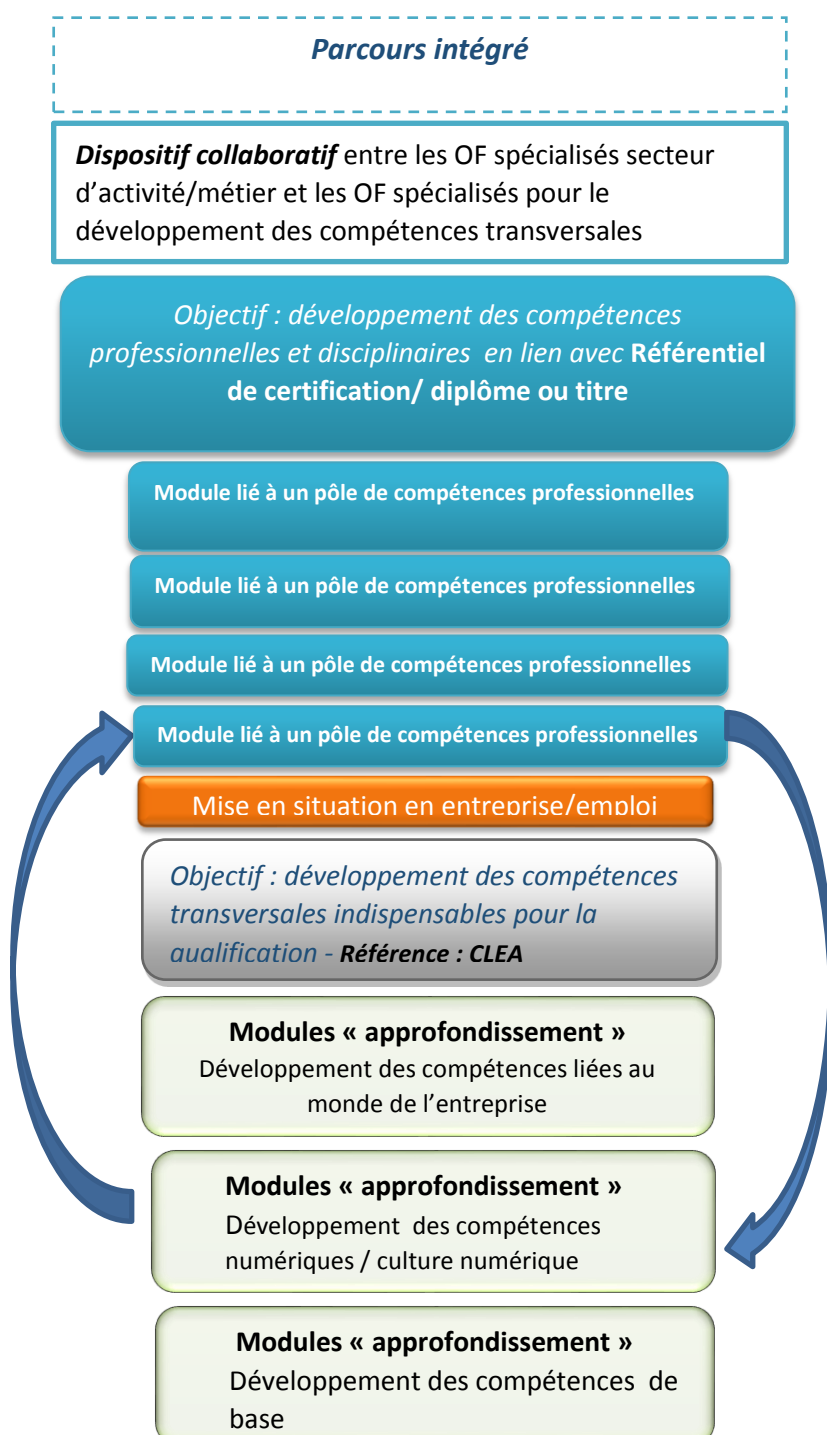 Parcours intégré
Dispositif collaboratif entre les OF spécialisés secteur
d’activité/métier et les OF spécialisés pour le
développement des compétences transversales
Objectif : développement des compétences
professionnelles et disciplinaires en lien avec Référentiel
de certification/ diplôme ou titre
Module lié à un pôle de compétences professionnelles
Module lié à un pôle de compétences professionnelles
Module lié à un pôle de compétences professionnelles
Module lié à un pôle de compétences professionnelles
Mise en situation en entreprise/emploi
Objectif : développement des compétences
transversales indispensables pour la
qualification - Référence : CLEA
Modules « approfondissement »
Développement des compétences liées au
monde de l’entreprise
Modules « approfondissement »
Développement des compétences
numériques / culture numérique
Modules « approfondissement »
Développement des compétences de
base